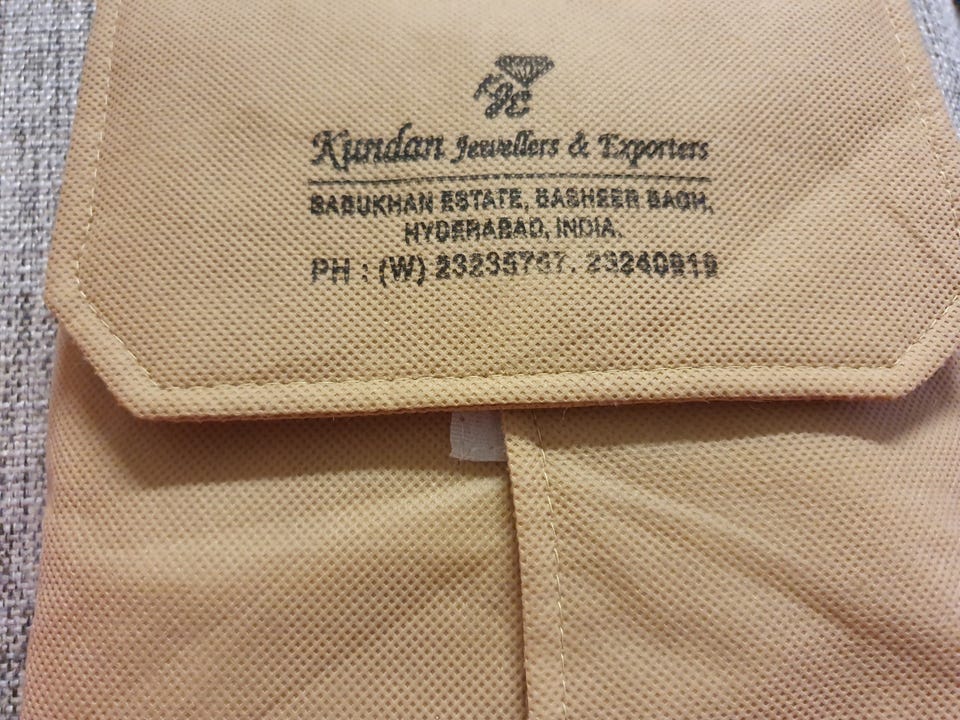 Kundan Jewellers & Exporters
BABUKHAN ESTATE, BASHEER BAGH,
HYDERABAD, INDIA.
PH : (W) 23235767. 23240919